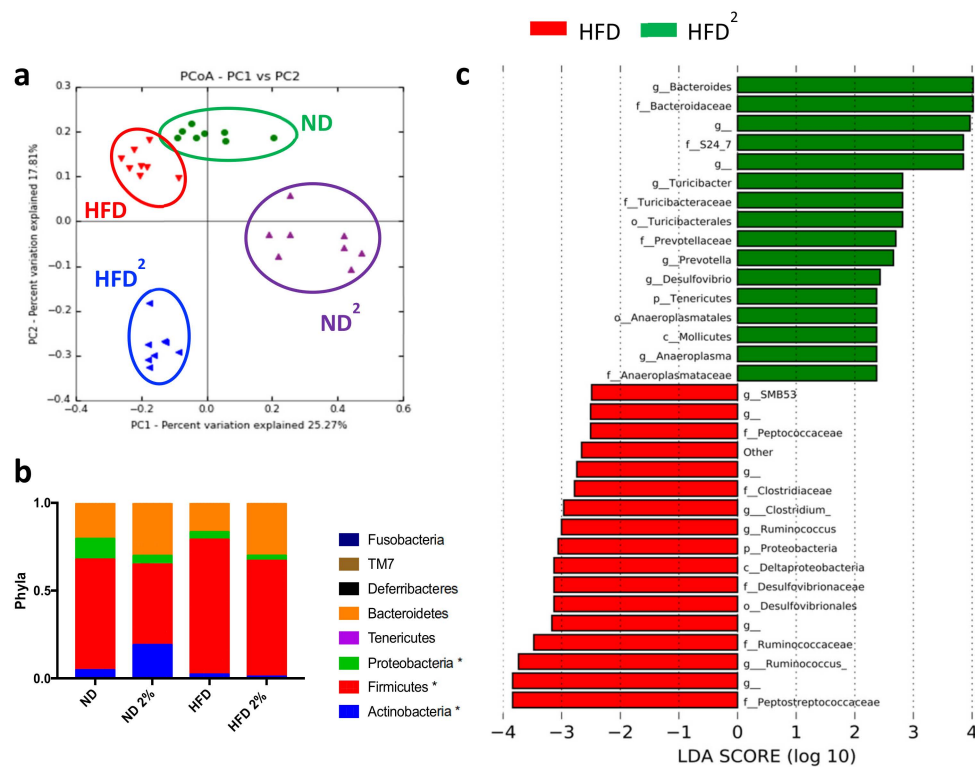 HFD HFD2
a
PCoA - PC1 vs PC2
0.3
0.2
0.1
0.0
−0.1
−0.2
−0.3
−0.4
PC2 - Percent variation explained 17.81%
ND
HFD
HFD2
ND2
−0.4 −0.2 0.0 0.2 0.4 0.6
PC1 - Percent variation explained 25.27%
b
1.0
0.5
0.0
Phyla
ND
ND 2%
HFD
HFD 2%
Fusobacteria
TM7
Deferribacteres
Bacteroidetes
Tenericutes
Proteobacteria *
Firmicutes *
Actinobacteria *
c
g__Bacteroides
f__Bacteroidaceae
g__
f__S24_7
g__
g__Turicibacter
f__Turicibacteraceae
o__Turicibacterales
f__Prevotellaceae
g__Prevotella
g__Desulfovibrio
p__Tenericutes
o__Anaeroplasmatales
c__Mollicutes
g__Anaeroplasma
f__Anaeroplasmataceae
g__SMB53
g__
f__Peptococcaceae
Other
g__
f__Clostridiaceae
g___Clostridium_
g__Ruminococcus
p__Proteobacteria
c__Deltaproteobacteria
f__Desulfovibrionaceae
o__Desulfovibrionales
g__
f__Ruminococcaceae
g___Ruminococcus_
g__
f__Peptostreptococcaceae
−4 −3 −2 −1 0 1 2 3 4
LDA SCORE (log 10)